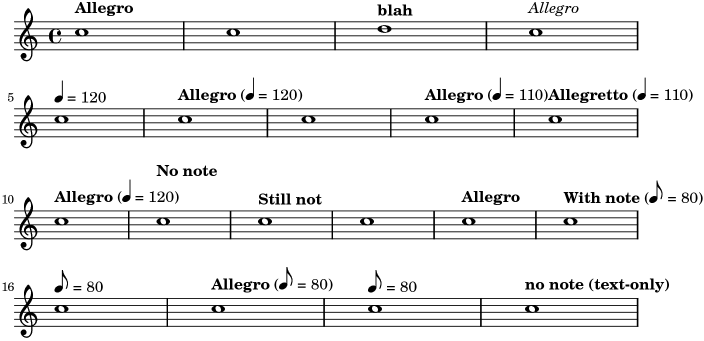 Allegro blah Allegro
5 ♩ = 120 Allegro (♩ = 120) Allegro (♩ = 110) Allegretto (♩ = 110)
No note
10 Allegro (♩ = 120) Still not Allegro With note (♪ = 80)
16 ♪ = 80 Allegro (♪ = 80) ♪ = 80 no note (text-only)